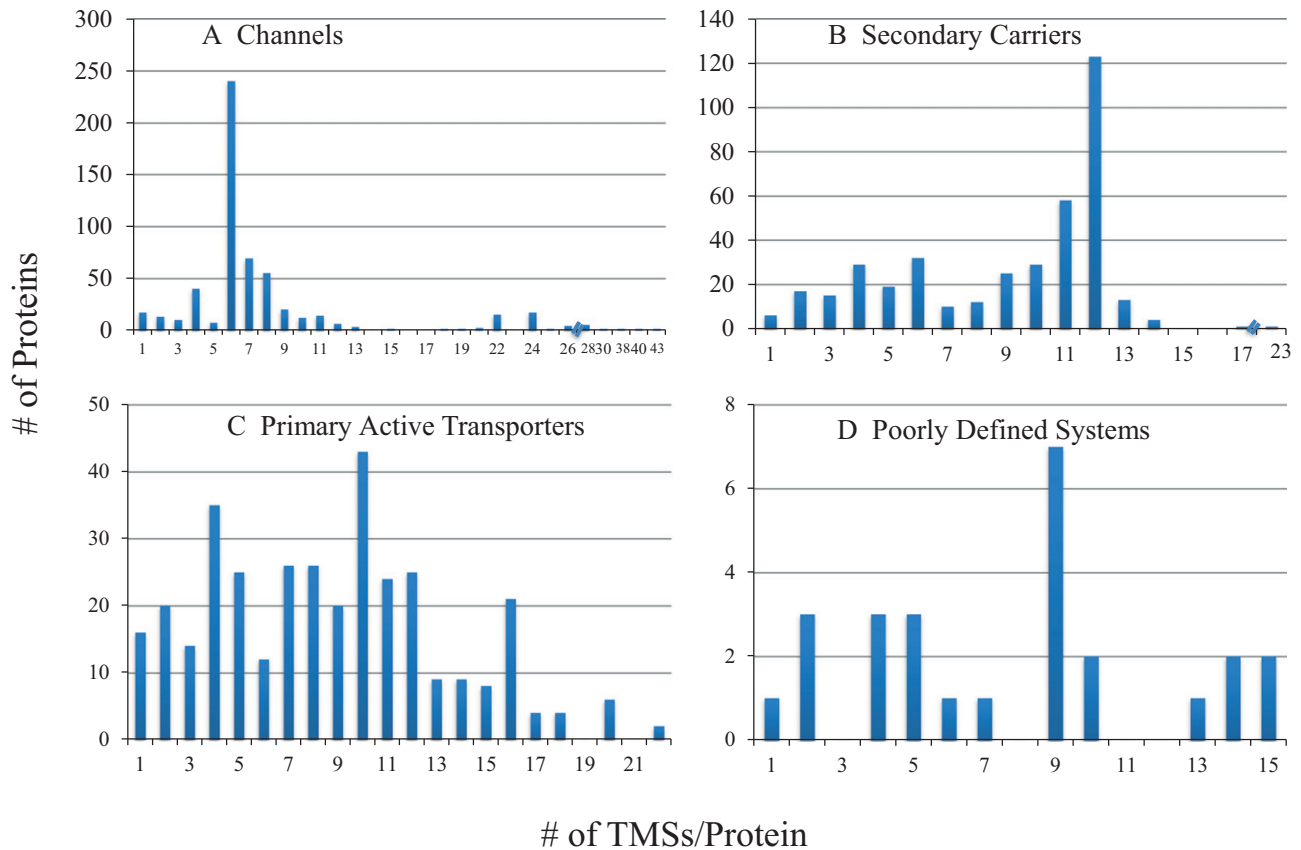 # of Proteins
A Channels
300
250
200
150
100
50
0
1 3 5 7 9 11 13 15 17 19 21 22 24 26 28 30 38 40 43
B Secondary Carriers
140
120
100
80
60
40
20
0
1 3 5 7 9 11 13 15 17 23
C Primary Active Transporters
50
40
30
20
10
0
1 3 5 7 9 11 13 15 17 19 21
D Poorly Defined Systems
8
6
4
2
0
1 3 5 7 9 11 13 15
# of TMSs/Protein